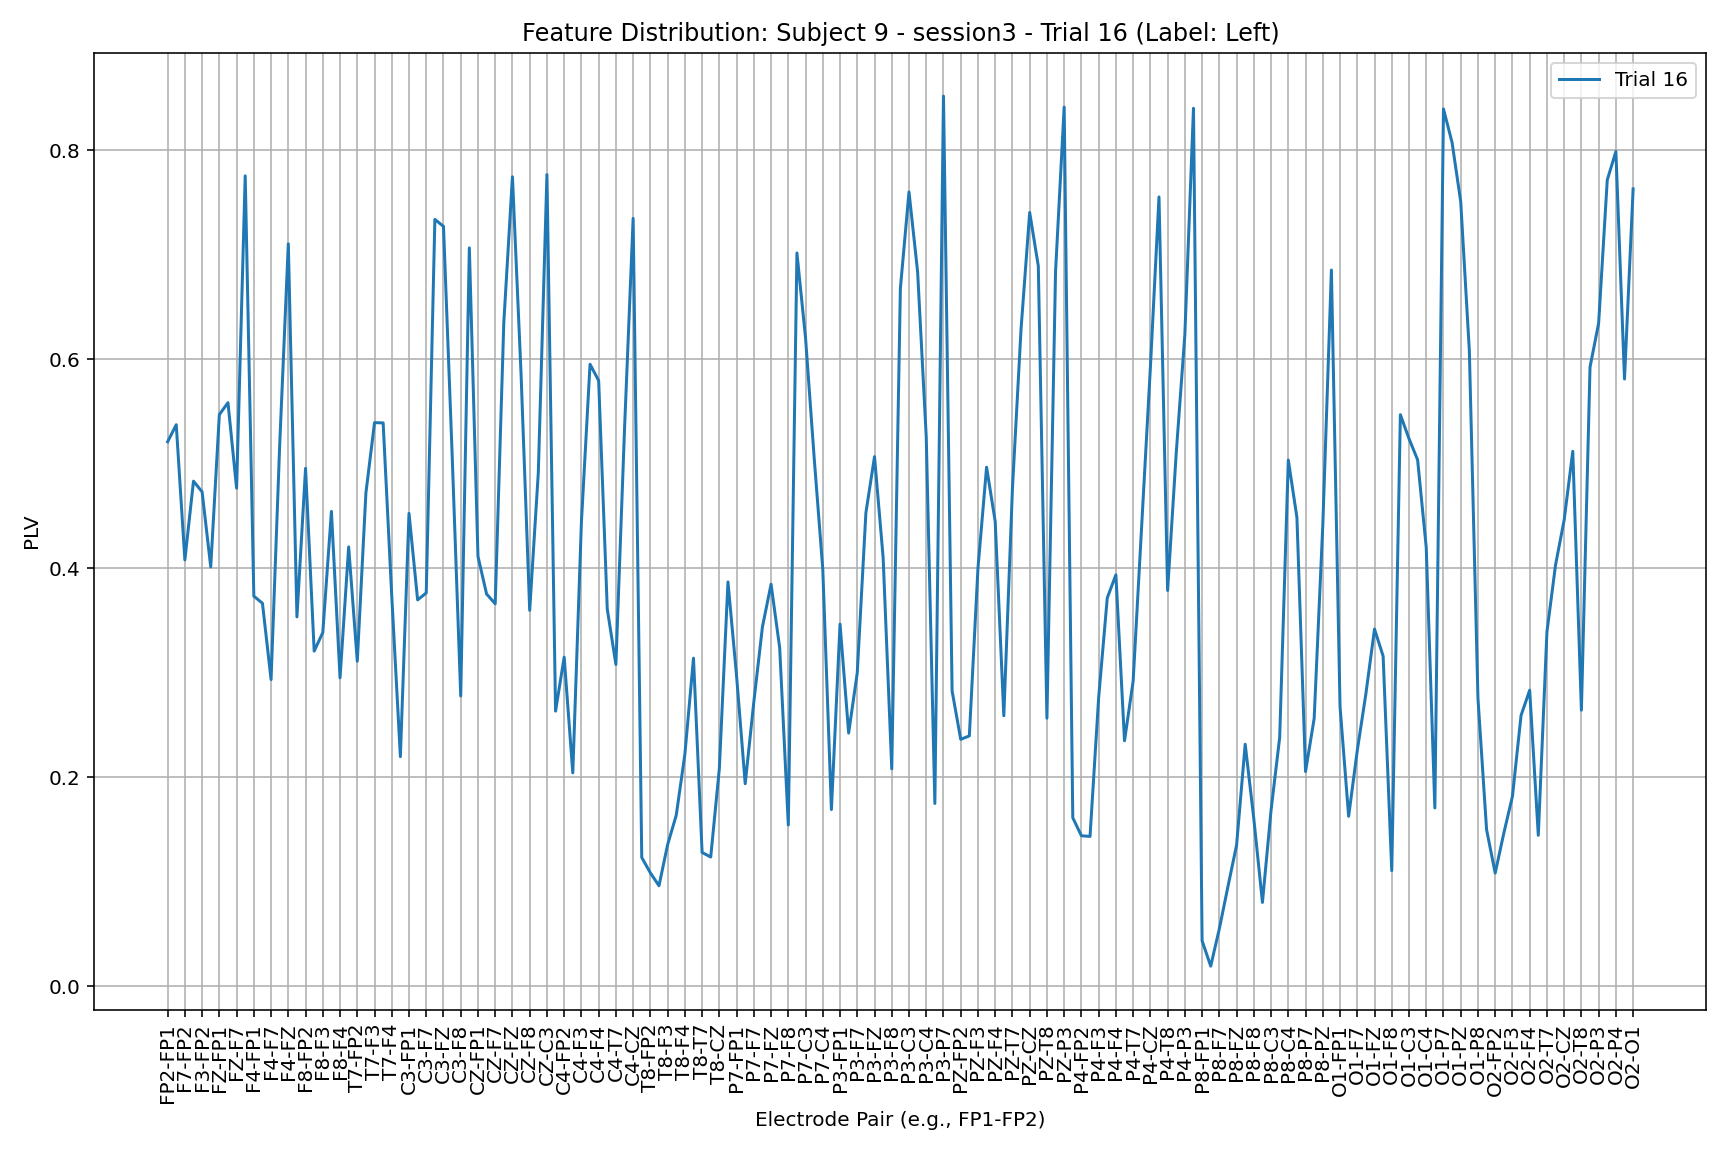 Feature Distribution: Subject 9 - session3 - Trial 16 (Label: Left)
Trial 16
PLV
0.8
0.6
0.4
0.2
0.0
FP2-FP1
F7-FP2
F3-FP2
FZ-FP1
FZ-F7
F4-FP1
F4-F7
F4-FZ
F8-FP2
F8-F3
F8-F4
T7-FP2
T7-F3
T7-F4
C3-FP1
C3-F7
C3-FZ
C3-F8
CZ-FP1
CZ-F7
CZ-FZ
CZ-F8
CZ-C3
C4-FP2
C4-F3
C4-F4
C4-T7
C4-CZ
T8-FP2
T8-F3
T8-F4
T8-T7
T8-CZ
P7-FP1
P7-F7
P7-FZ
P7-F8
P7-C3
P7-C4
P3-FP1
P3-F7
P3-FZ
P3-F8
P3-C3
P3-C4
P3-P7
PZ-FP2
PZ-F3
PZ-F4
PZ-T7
PZ-CZ
PZ-T8
PZ-P3
P4-FP2
P4-F3
P4-F4
P4-T7
P4-CZ
P4-T8
P4-P3
P8-FP1
P8-F7
P8-FZ
P8-F8
P8-C3
P8-C4
P8-P7
P8-PZ
O1-FP1
O1-F7
O1-FZ
O1-F8
O1-C3
O1-C4
O1-P7
O1-PZ
O1-P8
O2-FP2
O2-F3
O2-F4
O2-T7
O2-CZ
O2-T8
O2-P3
O2-P4
O2-O1
Electrode Pair (e.g., FP1-FP2)